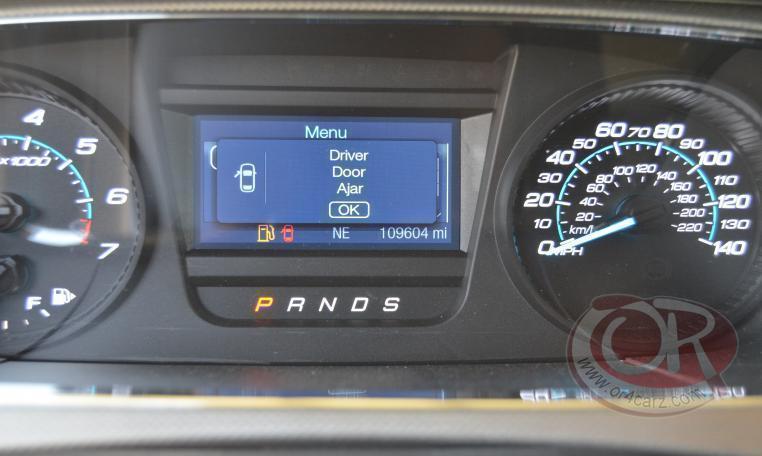 Menu
Driver
Door
Ajar
OK
NE 109604 mi
P R N D S
4
5
6
7
x1000
F
0 10 20 30 40 50 60 70 80 90 100 110 120 130 140
MPH
20 40 60 80 100 120 140 160 180 200 220
km/h
OR
www.or4carz.com